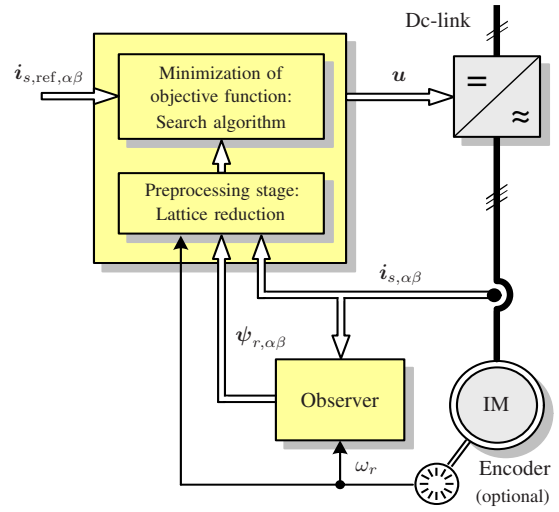 Dc-link
i_{s,ref,αβ}
Minimization of
objective function:
Search algorithm
u
=
≈
Preprocessing stage:
Lattice reduction
i_{s,αβ}
ψ_{r,αβ}
Observer
IM
ω_r
Encoder
(optional)